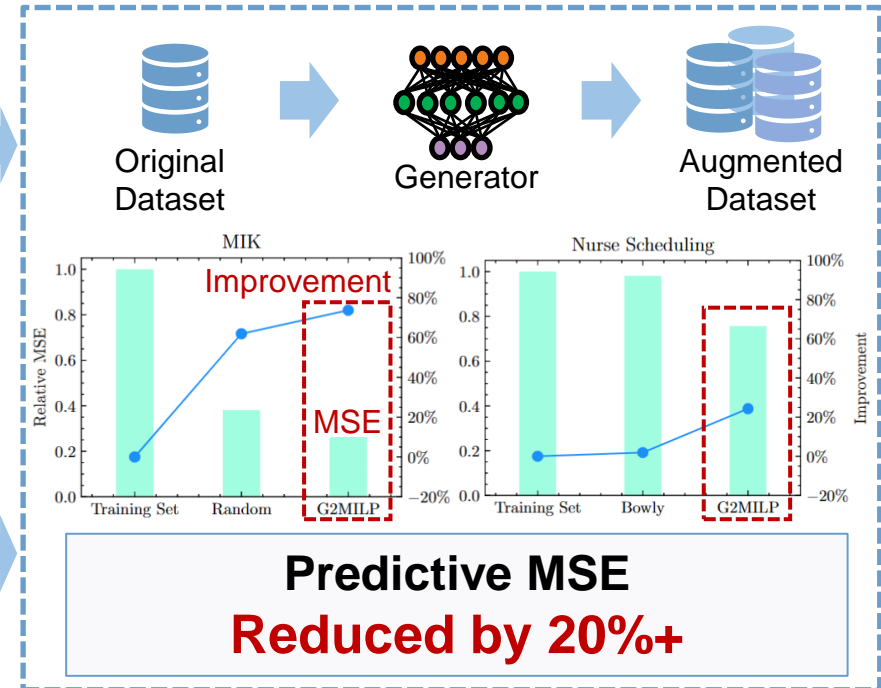 Original
Dataset
Generator
Augmented
Dataset
MIK
Relative MSE
1.0
0.8
0.6
0.4
0.2
0.0
100%
80%
60%
40%
20%
0%
−20%
Improvement
MSE
Training Set
Random
G2MILP
Nurse Scheduling
1.0
0.8
0.6
0.4
0.2
0.0
100%
80%
60%
40%
20%
0%
−20%
Improvement
Training Set
Bowly
G2MILP
Predictive MSE
Reduced by 20%+